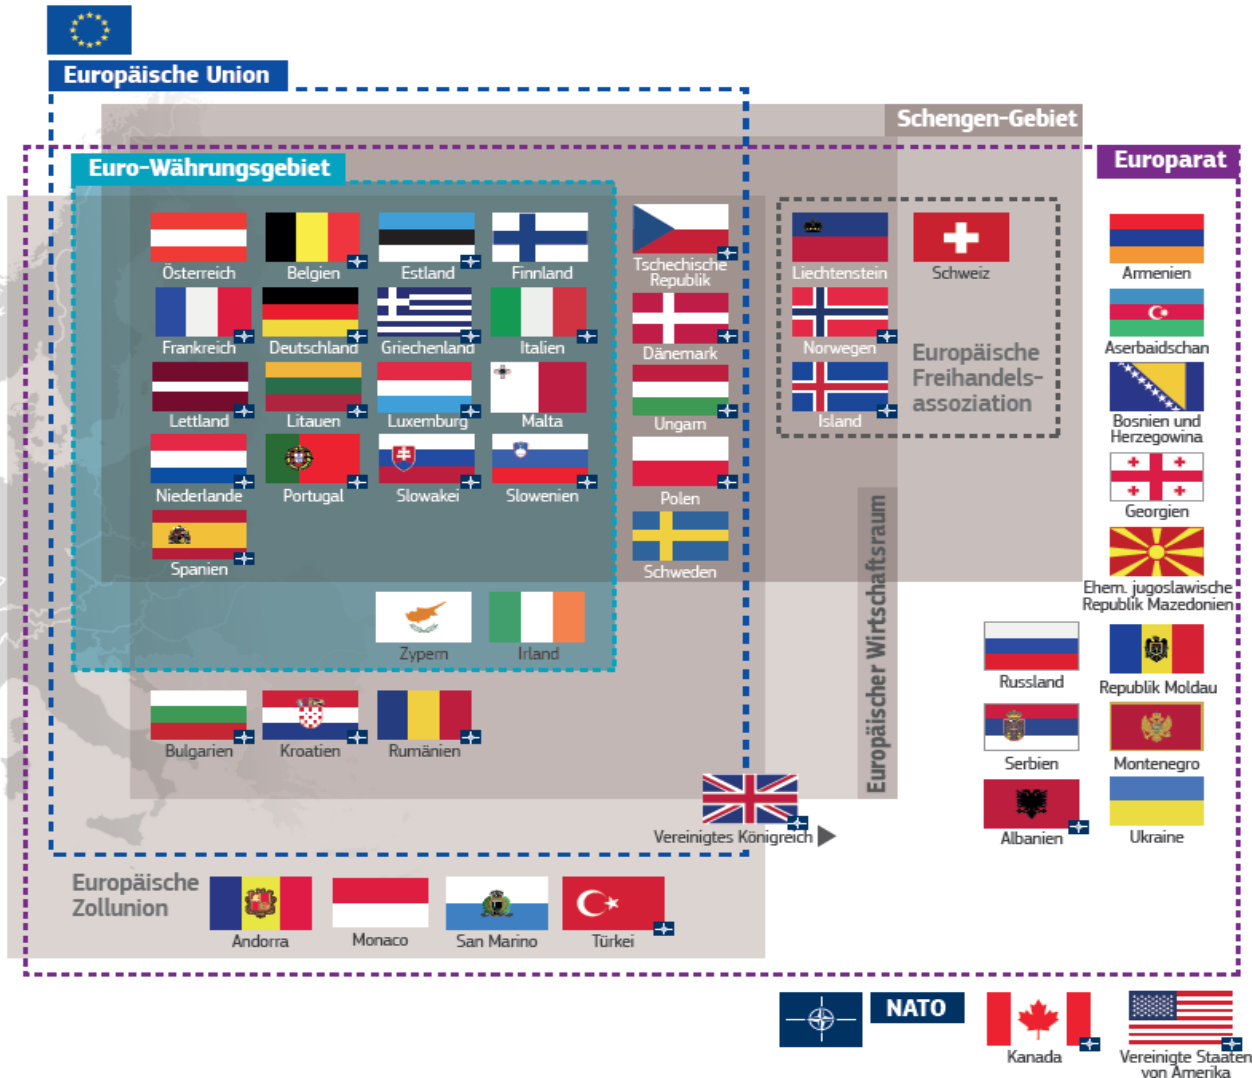 Europäische Union
Schengen-Gebiet
Europarat
Euro-Währungsgebiet
Österreich
Belgien
Estland
Finnland
Tschechische
Republik
Liechtenstein
Schweiz
Armenien
Frankreich
Deutschland
Griechenland
Italien
Dänemark
Norwegen
Europäische
Freihandels-
assoziation
Aserbaidschan
Lettland
Litauen
Luxemburg
Malta
Ungarn
Island
Bosnien und
Herzegowina
Niederlande
Portugal
Slowakei
Slowenien
Polen
Georgien
Spanien
Schweden
Ehem. jugoslawische
Republik Mazedonien
Zypern
Irland
Europäischer Wirtschaftsraum
Russland
Republik Moldau
Bulgarien
Kroatien
Rumänien
Serbien
Montenegro
Vereinigtes Königreich
Albanien
Ukraine
Europäische
Zollunion
Andorra
Monaco
San Marino
Türkei
NATO
Kanada
Vereinigte Staaten
von Amerika